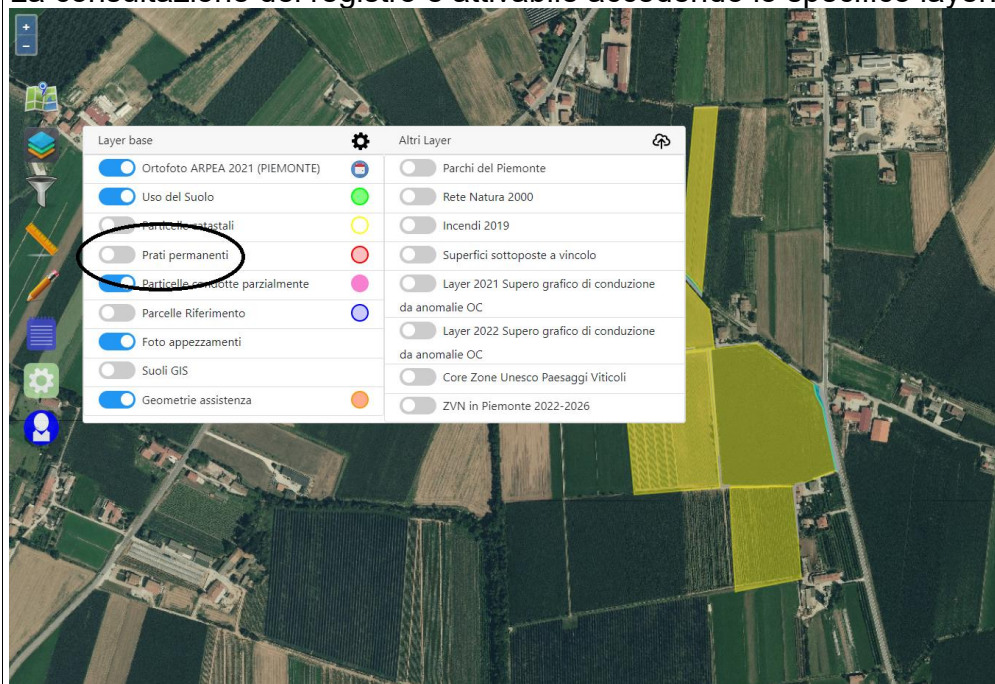 La consultazione del registro è attivabile accedendo lo specifico layer.
+
-
Layer base
Ortofoto ARPEA 2021 (PIEMONTE)
Uso del Suolo
Particelle catastali
Prati permanenti
Particelle condotte parzialmente
Parcelle Riferimento
Foto appezzamenti
Suoli GIS
Geometrie assistenza
Altri Layer
Parchi del Piemonte
Rete Natura 2000
Incendi 2019
Superfici sottoposte a vincolo
Layer 2021 Supero grafico di conduzione
da anomalie OC
Layer 2022 Supero grafico di conduzione
da anomalie OC
Core Zone Unesco Paesaggi Viticoli
ZVN in Piemonte 2022-2026